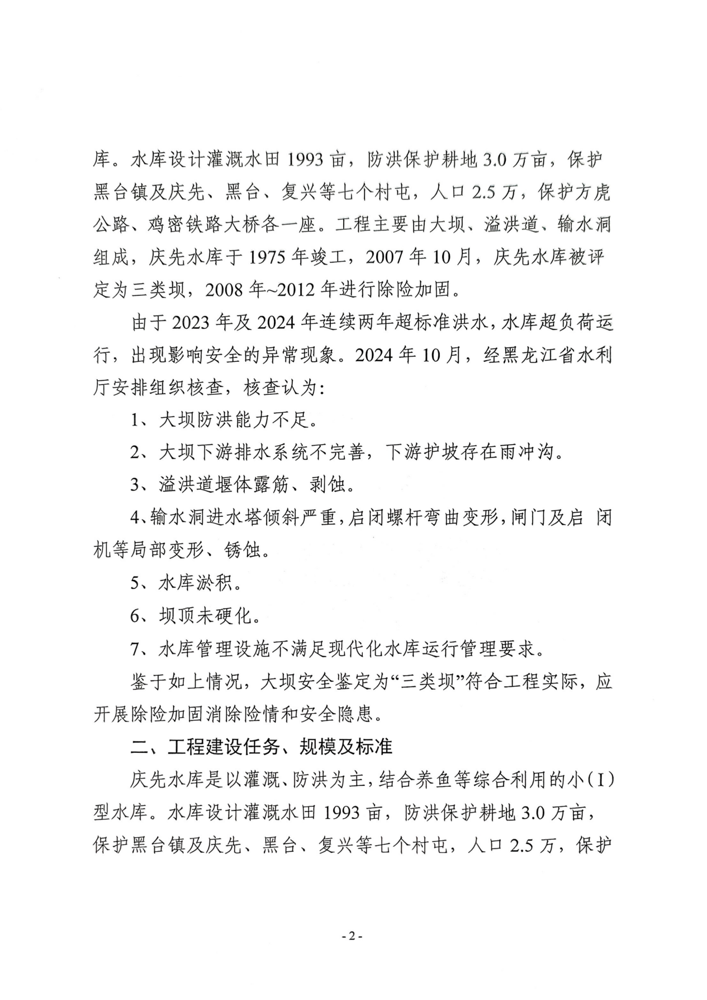 库。水库设计灌溉水田 1993 亩，防洪保护耕地 3.0 万亩，保护
黑台镇及庆先、黑台、复兴等七个村屯，人口 2.5 万，保护方虎
公路、鸡密铁路大桥各一座。工程主要由大坝、溢洪道、输水洞
组成，庆先水库于 1975 年竣工，2007 年 10 月，庆先水库被评
定为三类坝，2008 年~2012 年进行除险加固。
由于 2023 年及 2024 年连续两年超标准洪水，水库超负荷运
行，出现影响安全的异常现象。2024 年 10 月，经黑龙江省水利
厅安排组织核查，核查认为：
1、大坝防洪能力不足。
2、大坝下游排水系统不完善，下游护坡存在雨冲沟。
3、溢洪道堰体露筋、剥蚀。
4、输水洞进水塔倾斜严重，启闭螺杆弯曲变形，闸门及启 闭
机等局部变形、锈蚀。
5、水库淤积。
6、坝顶未硬化。
7、水库管理设施不满足现代化水库运行管理要求。
鉴于如上情况，大坝安全鉴定为“三类坝”符合工程实际，应
开展除险加固消除险情和安全隐患。
二、工程建设任务、规模及标准
庆先水库是以灌溉、防洪为主，结合养鱼等综合利用的小（I）
型水库。水库设计灌溉水田 1993 亩，防洪保护耕地 3.0 万亩，
保护黑台镇及庆先、黑台、复兴等七个村屯，人口 2.5 万，保护
- 2 -